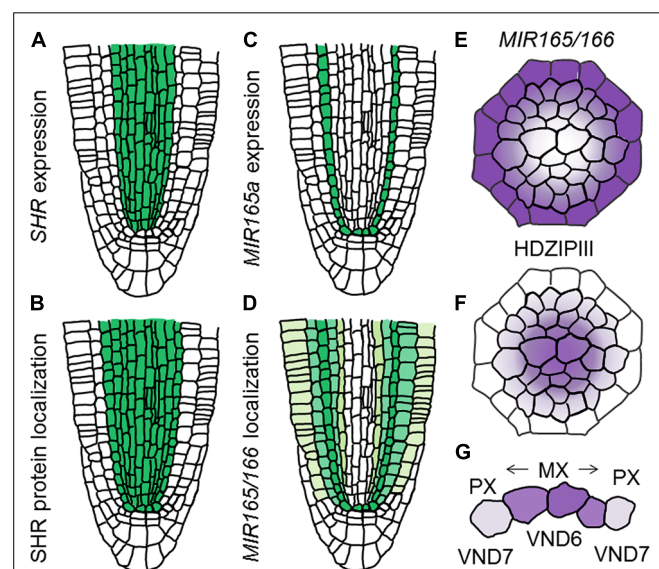 A
SHR expression
B
SHR protein localization
C
MIR165a expression
D
MIR165/166 localization
E
MIR165/166
HDZIPIII
F
G
← MX →
PX
PX
VND7
VND6
VND7